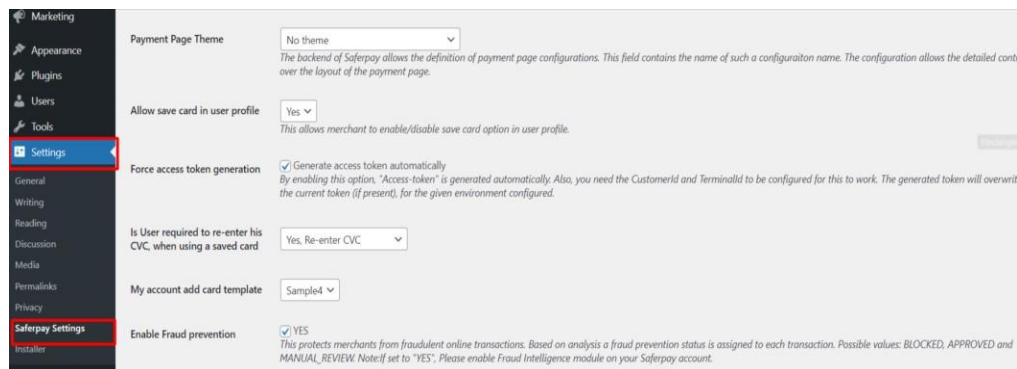 Marketing
Appearance
Plugins
Users
Tools
Settings
General
Writing
Reading
Discussion
Media
Permalinks
Privacy
Saferpay Settings
Installer
Payment Page Theme
No theme
The backend of Saferpay allows the definition of payment page configurations. This field contains the name of such a configuraiton name. The configuration allows the detailed cont
over the layout of the payment page.
Allow save card in user profile
Yes
This allows merchant to enable/disable save card option in user profile.
Force access token generation
Generate access token automatically
By enabling this option, "Access-token" is generated automatically. Also, you need the CustomerId and TerminalId to be configured for this to work. The generated token will overwrit
the current token (if present), for the given environment configured.
Is User required to re-enter his
CVC, when using a saved card
Yes, Re-enter CVC
My account add card template
Sample4
Enable Fraud prevention
YES
This protects merchants from fraudulent online transactions. Based on analysis a fraud prevention status is assigned to each transaction. Possible values: BLOCKED, APPROVED and
MANUAL_REVIEW. Note:If set to "YES", Please enable Fraud Intelligence module on your Saferpay account.